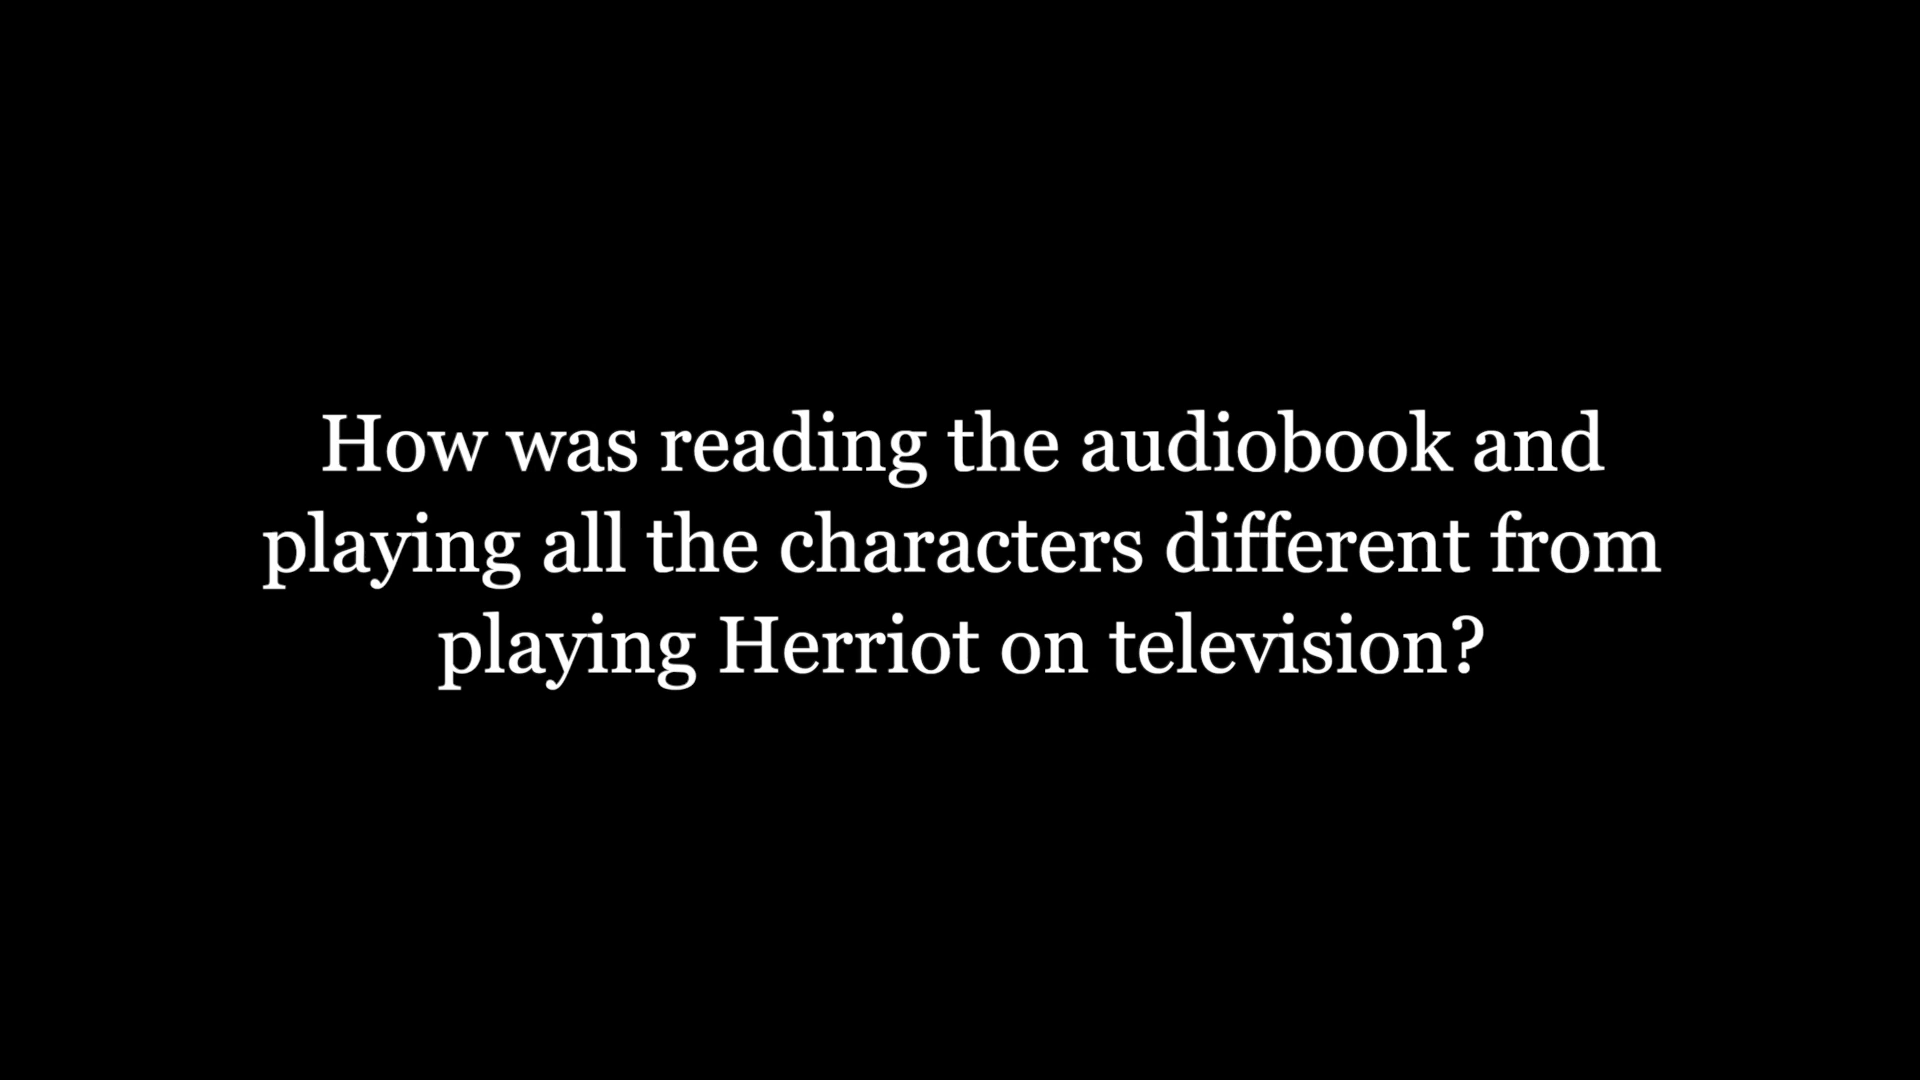 How was reading the audiobook and
playing all the characters different from
playing Herriot on television?